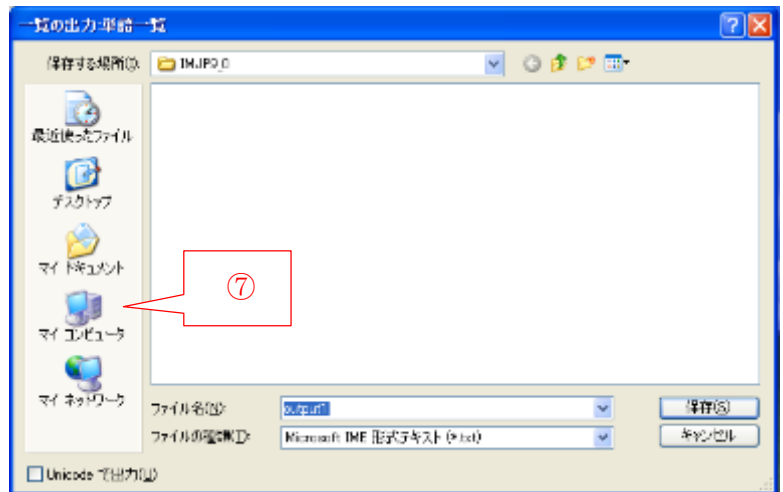 一覧の出力:単語一覧
保存する場所(I):
IMJP9_0
最近使ったファイル
デスクトップ
マイ ドキュメント
⑦
マイ コンピュータ
マイ ネットワーク
ファイル名(N):
output1
保存(S)
ファイルの種類(T):
Microsoft IME 形式テキスト (*.txt)
キャンセル
Unicode で出力(U)